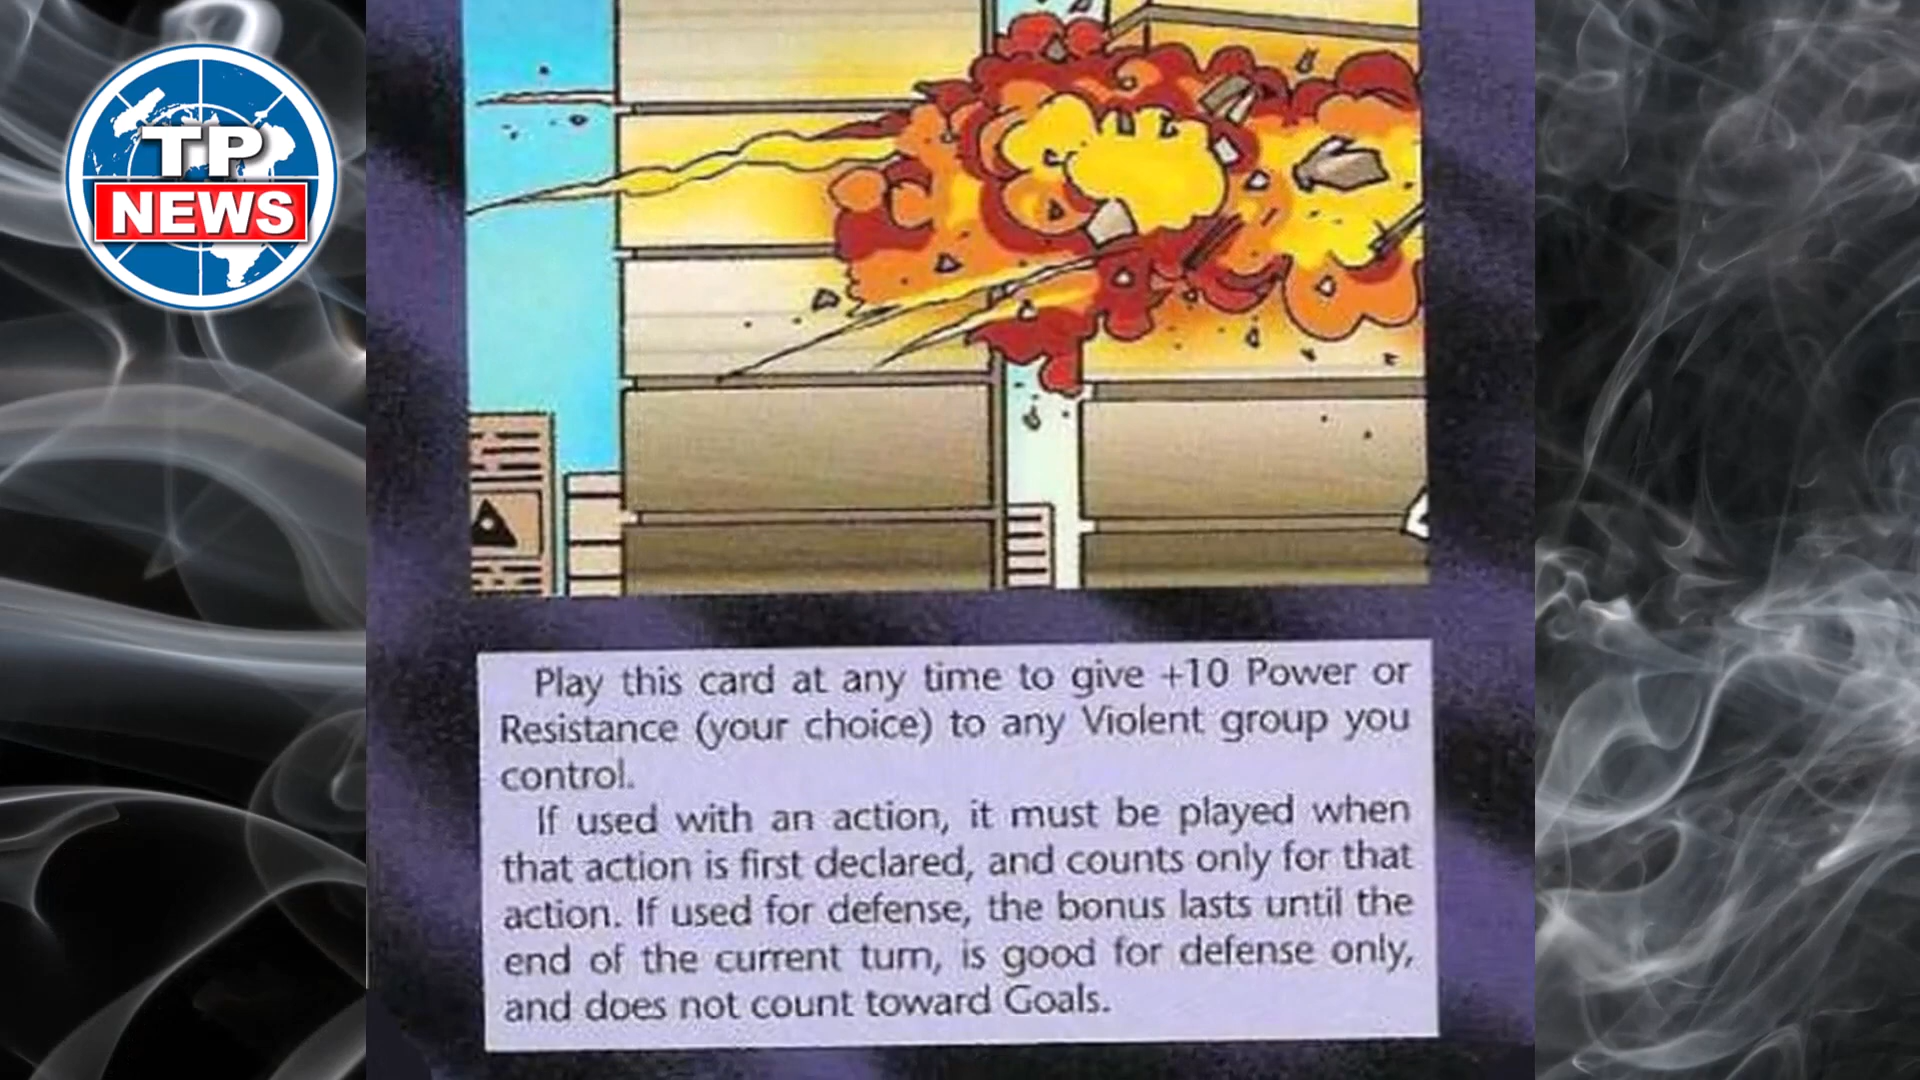 TP
NEWS
Play this card at any time to give +10 Power or
Resistance (your choice) to any Violent group you
control.
If used with an action, it must be played when
that action is first declared, and counts only for that
action. If used for defense, the bonus lasts until the
end of the current turn, is good for defense only,
and does not count toward Goals.